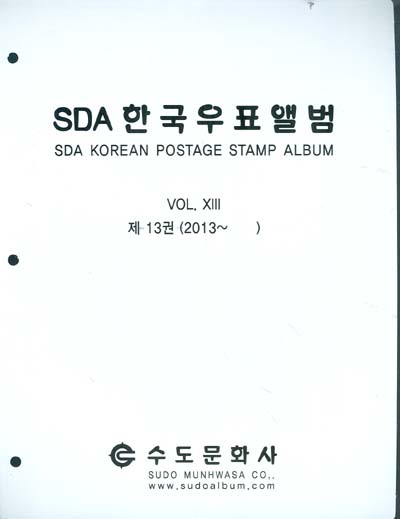 SDA 한국우표앨범
SDA KOREAN POSTAGE STAMP ALBUM
VOL. XIII
제 13권 (2013~ )
수도문화사
SUDO MUNHWASA CO,.
www.sudoalbum.com